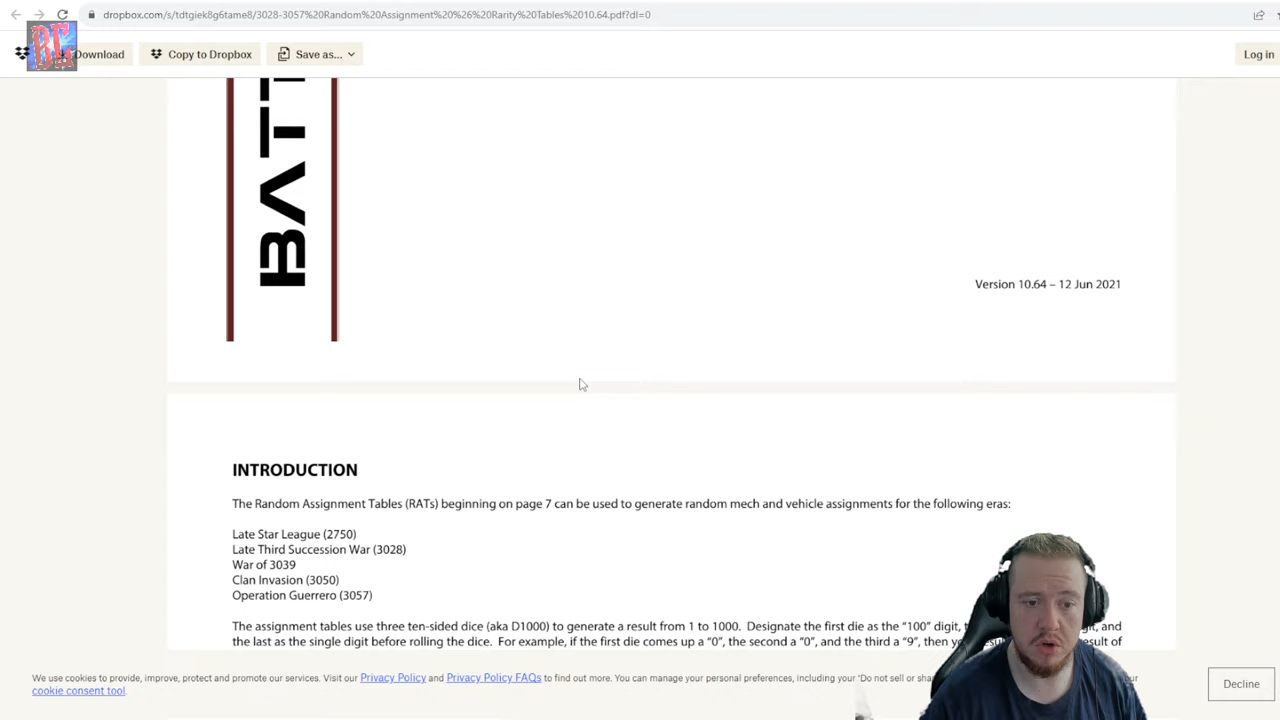 dropbox.com/s/tdtgiek8g6tame8/3028-3057%20Random%20Assignment%20%26%20Rarity%20Tables%2010.64.pdf?dl=0
BC
Download
Copy to Dropbox
Save as...
Log in
BATT
Version 10.64 – 12 Jun 2021
INTRODUCTION
The Random Assignment Tables (RATs) beginning on page 7 can be used to generate random mech and vehicle assignments for the following eras:
Late Star League (2750)
Late Third Succession War (3028)
War of 3039
Clan Invasion (3050)
Operation Guerrero (3057)
The assignment tables use three ten-sided dice (aka D1000) to generate a result from 1 to 1000. Designate the first die as the “100” digit, and
the last as the single digit before rolling the dice. For example, if the first die comes up a “0”, the second a “0”, and the third a “9”, then of
We use cookies to provide, improve, protect and promote our services. Visit our Privacy Policy and Privacy Policy FAQs to find out more. You can manage your personal preferences, including your 'Do not sell or
cookie consent tool.
Decline